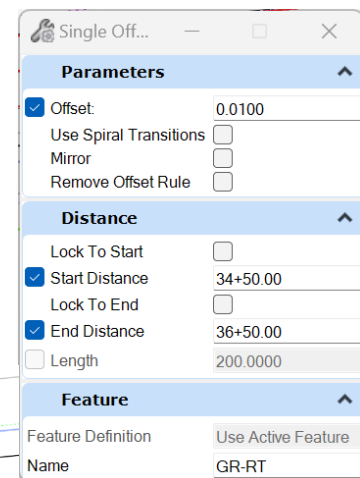 Single Off...
Parameters
Offset: 0.0100
Use Spiral Transitions
Mirror
Remove Offset Rule
Distance
Lock To Start
Start Distance 34+50.00
Lock To End
End Distance 36+50.00
Length 200.0000
Feature
Feature Definition Use Active Feature
Name GR-RT